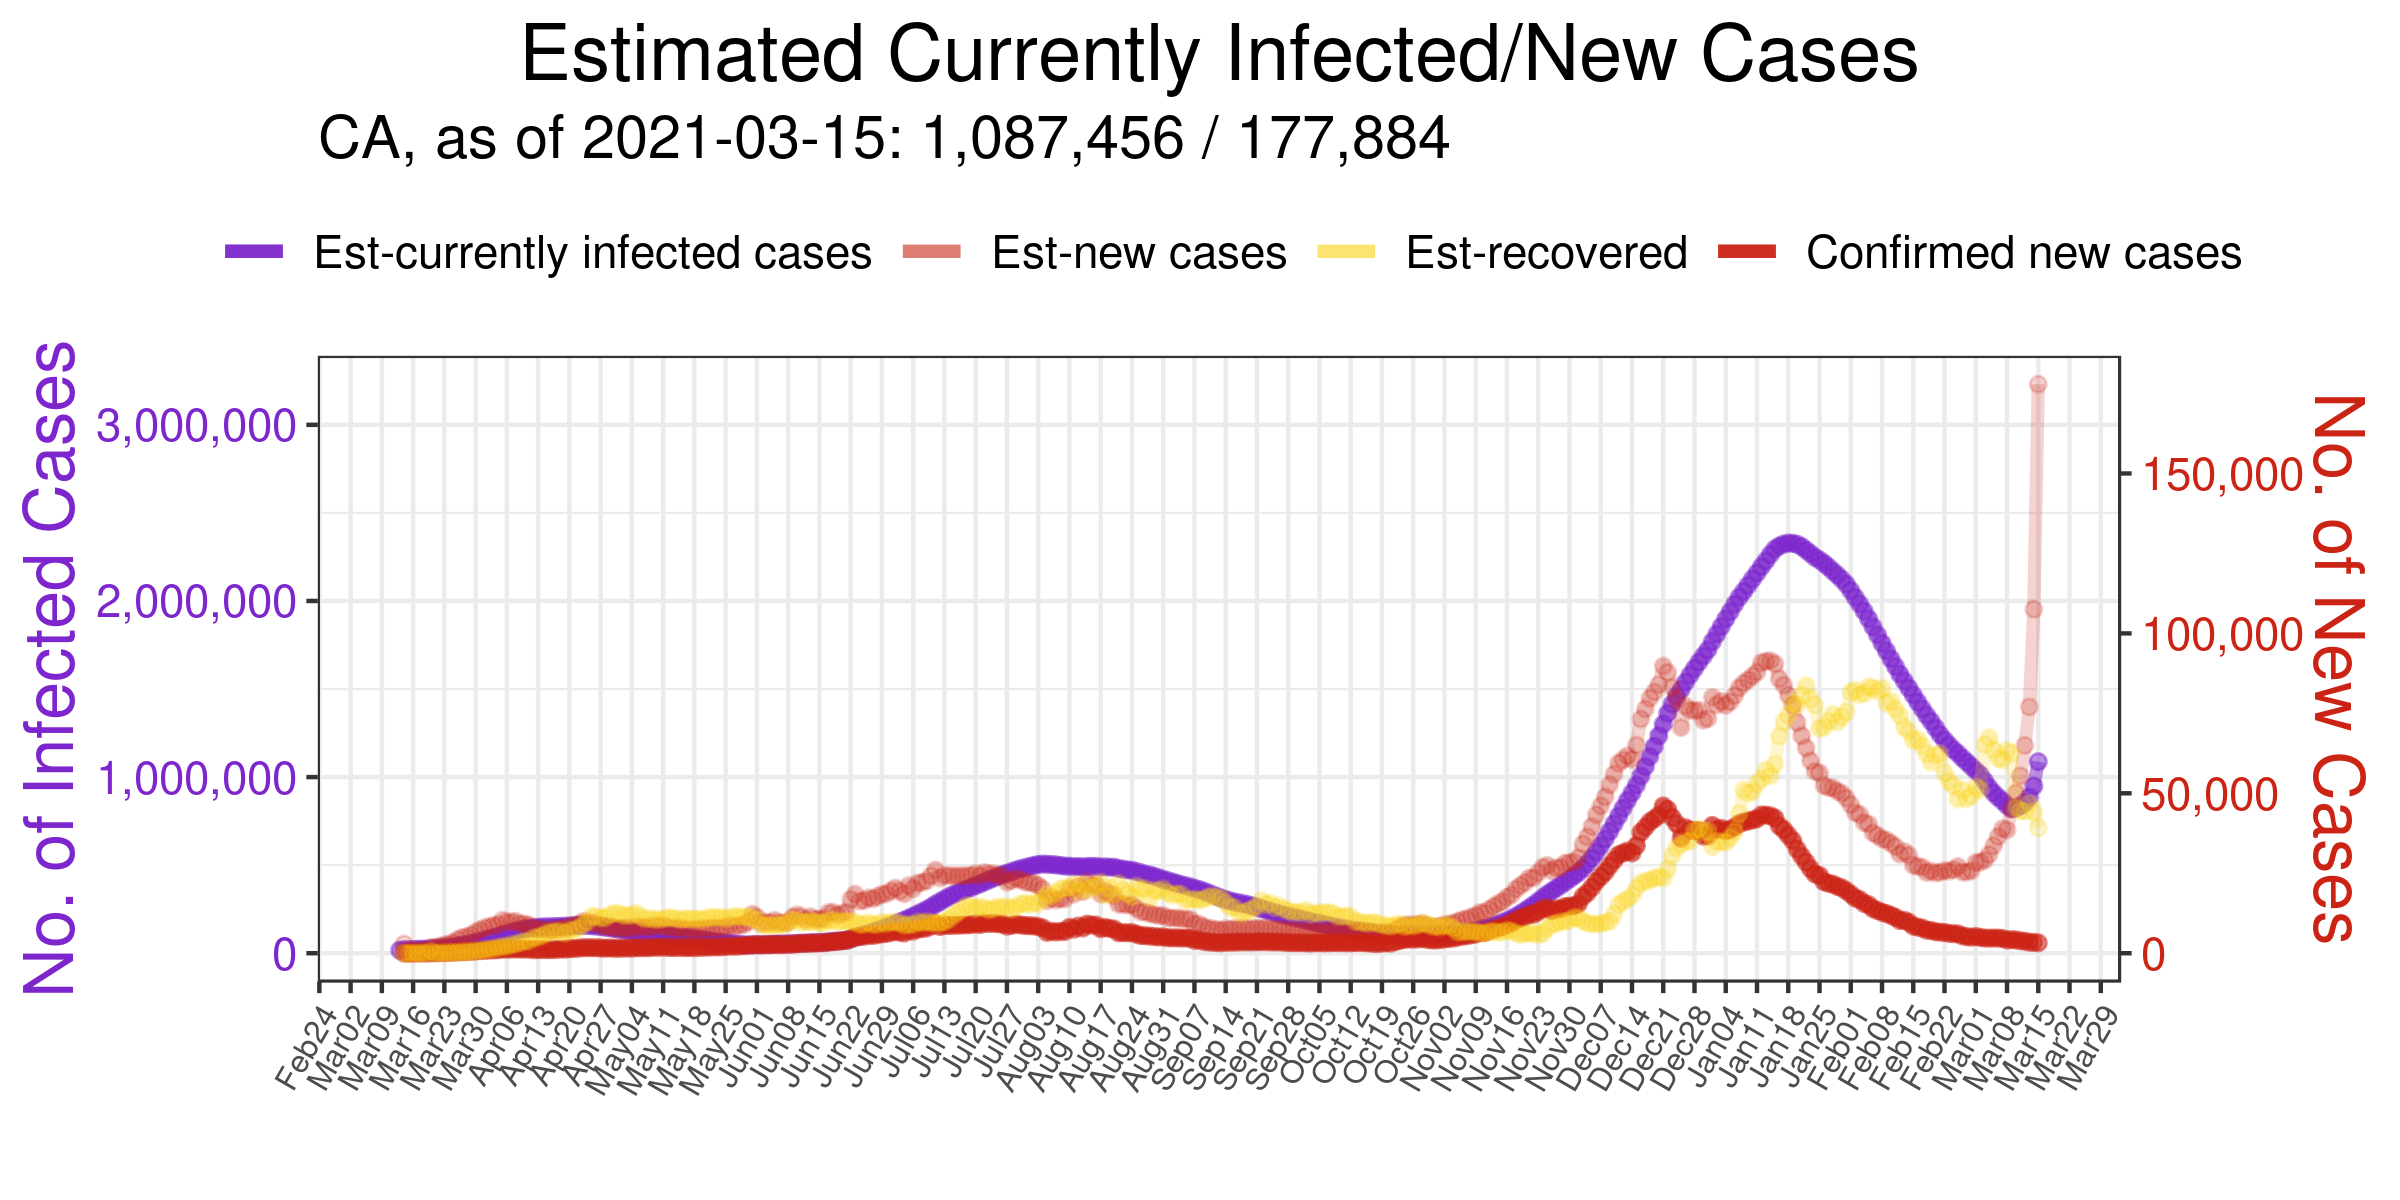 Estimated Currently Infected/New Cases
CA, as of 2021-03-15: 1,087,456 / 177,884
Est-currently infected cases Est-new cases Est-recovered Confirmed new cases
No. of Infected Cases
3,000,000
2,000,000
1,000,000
0
150,000
100,000
50,000
0
No. of New Cases
Feb24 Mar02 Mar09 Mar16 Mar23 Mar30 Apr06 Apr13 Apr20 Apr27 May04 May11 May18 May25 Jun01 Jun08 Jun15 Jun22 Jun29 Jul06 Jul13 Jul20 Jul27 Aug03 Aug10 Aug17 Aug24 Aug31 Sep07 Sep14 Sep21 Sep28 Oct05 Oct12 Oct19 Oct26 Nov02 Nov09 Nov16 Nov23 Nov30 Dec07 Dec14 Dec21 Dec28 Jan04 Jan11 Jan18 Jan25 Feb01 Feb08 Feb15 Feb22 Mar01 Mar08 Mar15 Mar22 Mar29